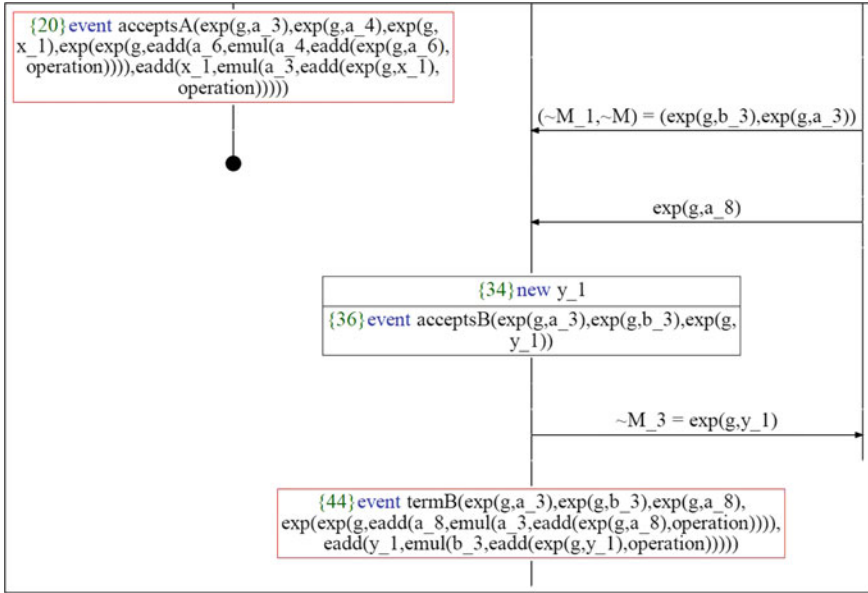 {20}event acceptsA(exp(g,a_3),exp(g,a_4),exp(g,
x_1),exp(exp(g,eadd(a_6,emul(a_4,eadd(exp(g,a_6),
operation)))),eadd(x_1,emul(a_3,eadd(exp(g,x_1),
operation)))))
(~M_1,~M) = (exp(g,b_3),exp(g,a_3))
exp(g,a_8)
{34}new y_1
{36}event acceptsB(exp(g,a_3),exp(g,b_3),exp(g,
y_1))
~M_3 = exp(g,y_1)
{44}event termB(exp(g,a_3),exp(g,b_3),exp(g,a_8),
exp(exp(g,eadd(a_8,emul(a_3,eadd(exp(g,a_8),operation)))),
eadd(y_1,emul(b_3,eadd(exp(g,y_1),operation)))))